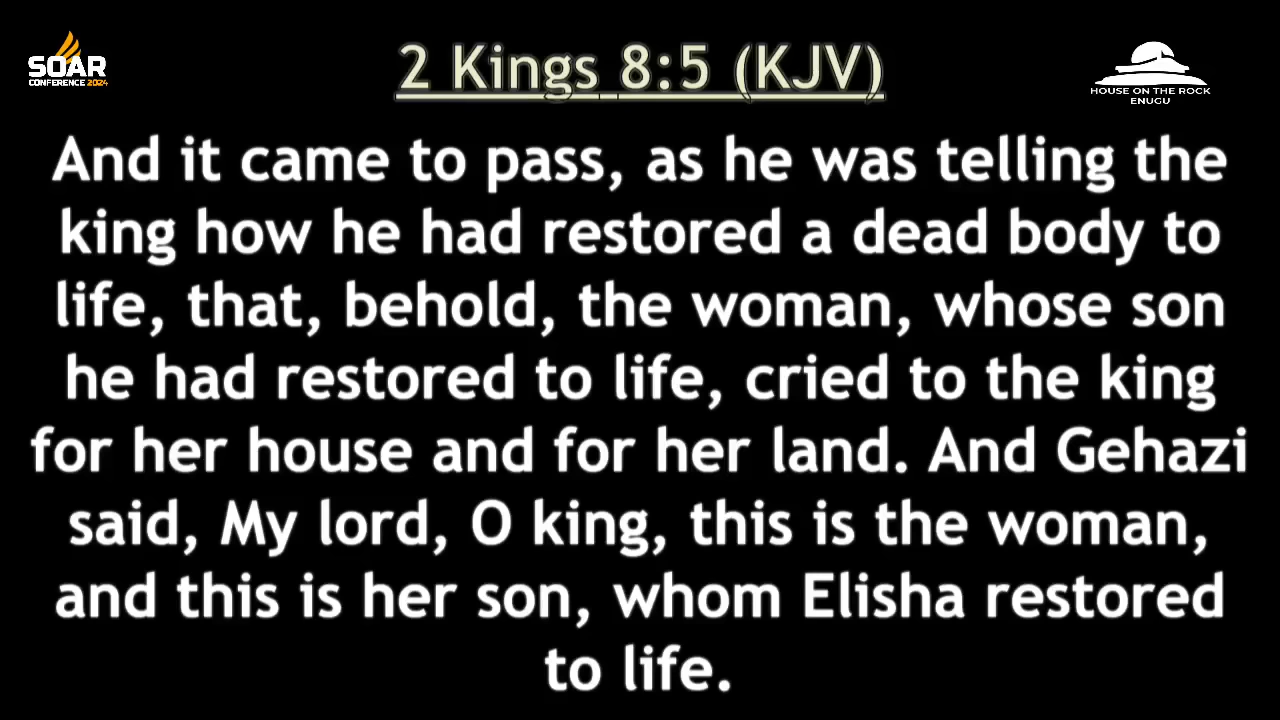 SOAR
CONFERENCE 2024
2 Kings 8:5 (KJV)
HOUSE ON THE ROCK
ENUGU
And it came to pass, as he was telling the
king how he had restored a dead body to
life, that, behold, the woman, whose son
he had restored to life, cried to the king
for her house and for her land. And Gehazi
said, My lord, O king, this is the woman,
and this is her son, whom Elisha restored
to life.